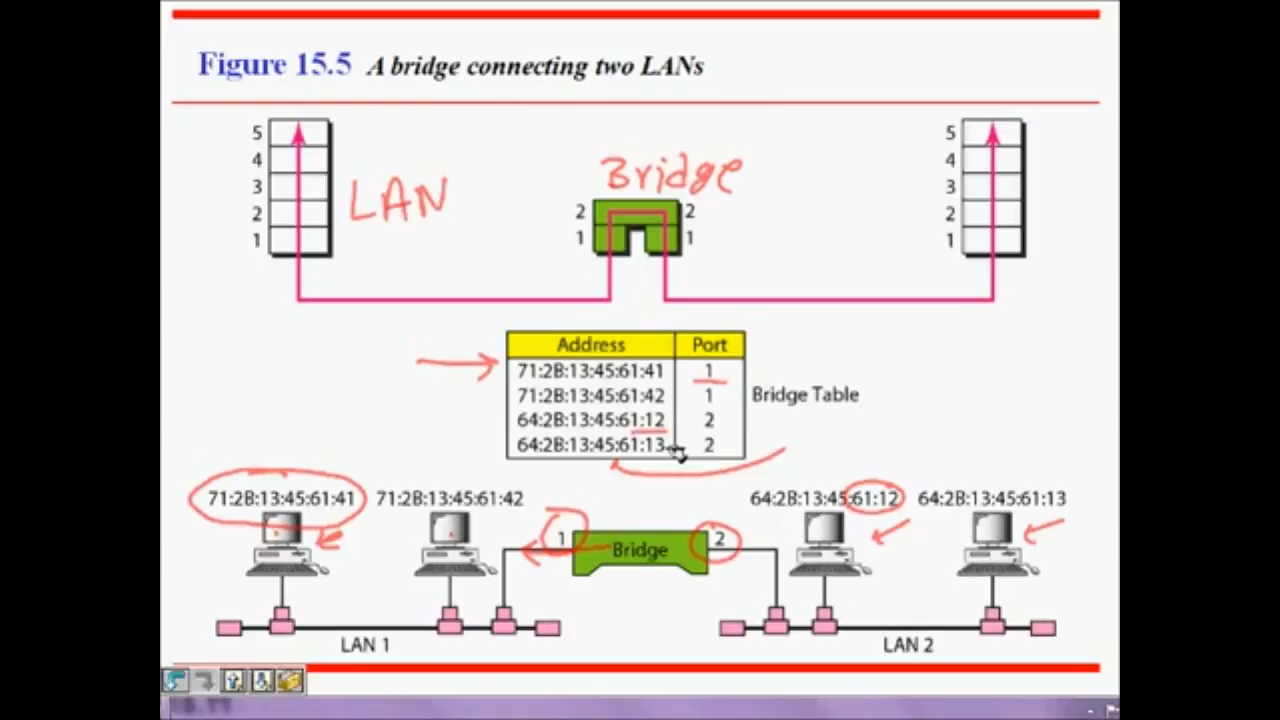 Figure 15.5 A bridge connecting two LANs
5
4
3
2
1
LAN
Bridge
2 2
1 1
5
4
3
2
1
Address Port
71:2B:13:45:61:41 1
71:2B:13:45:61:42 1
64:2B:13:45:61:12 2
64:2B:13:45:61:13 2
Bridge Table
71:2B:13:45:61:41 71:2B:13:45:61:42 64:2B:13:45:61:12 64:2B:13:45:61:13
1 Bridge 2
LAN 1 LAN 2